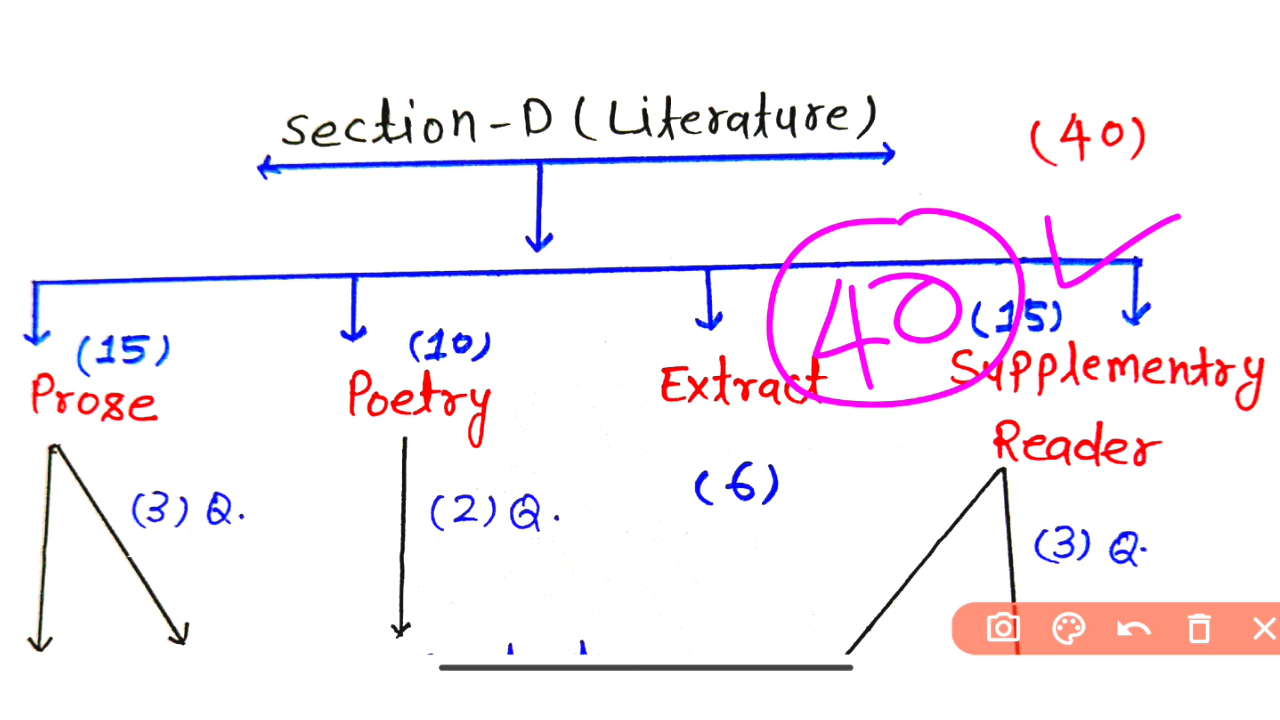 section-D (Literature)
(40)
40
(15)
Prose
(10)
Poetry
Extract
(15)
Supplementry
Reader
(3) Q.
(2) Q.
(6)
(3) Q.